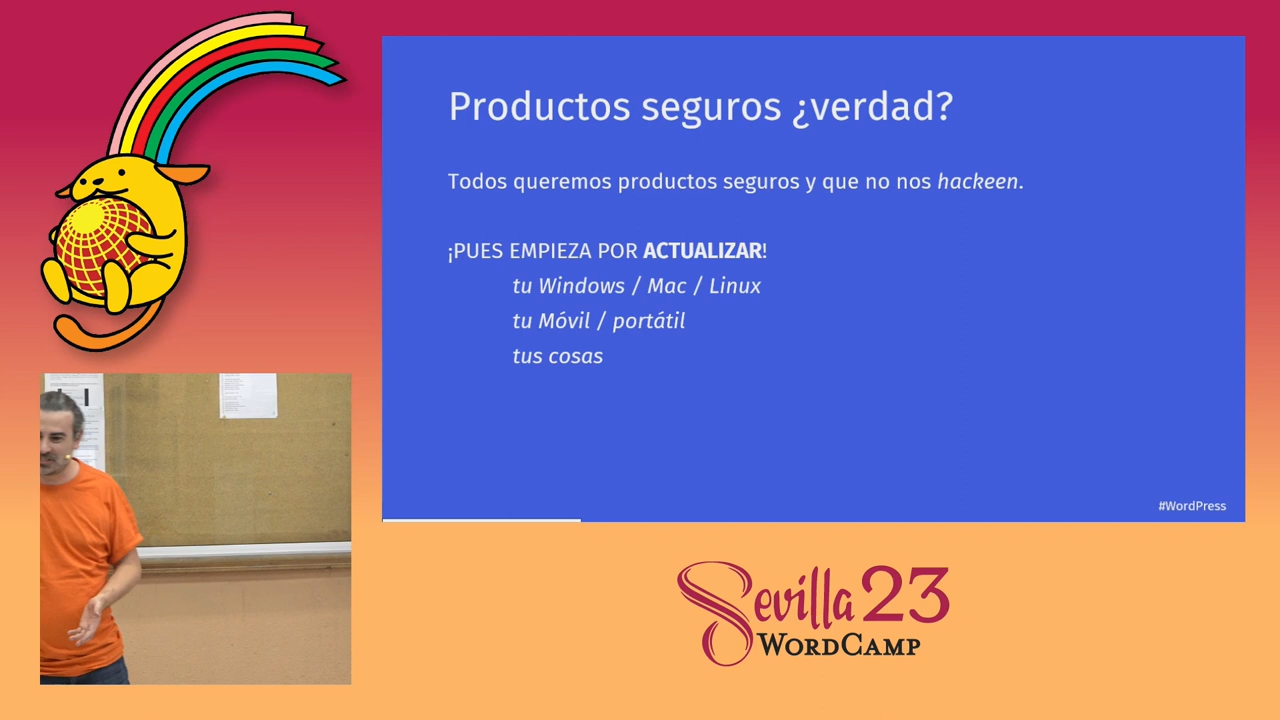 Productos seguros ¿verdad?
Todos queremos productos seguros y que no nos hackeen.
¡PUES EMPIEZA POR ACTUALIZAR!
tu Windows / Mac / Linux
tu Móvil / portátil
tus cosas
#WordPress
Sevilla 23
WORDCAMP